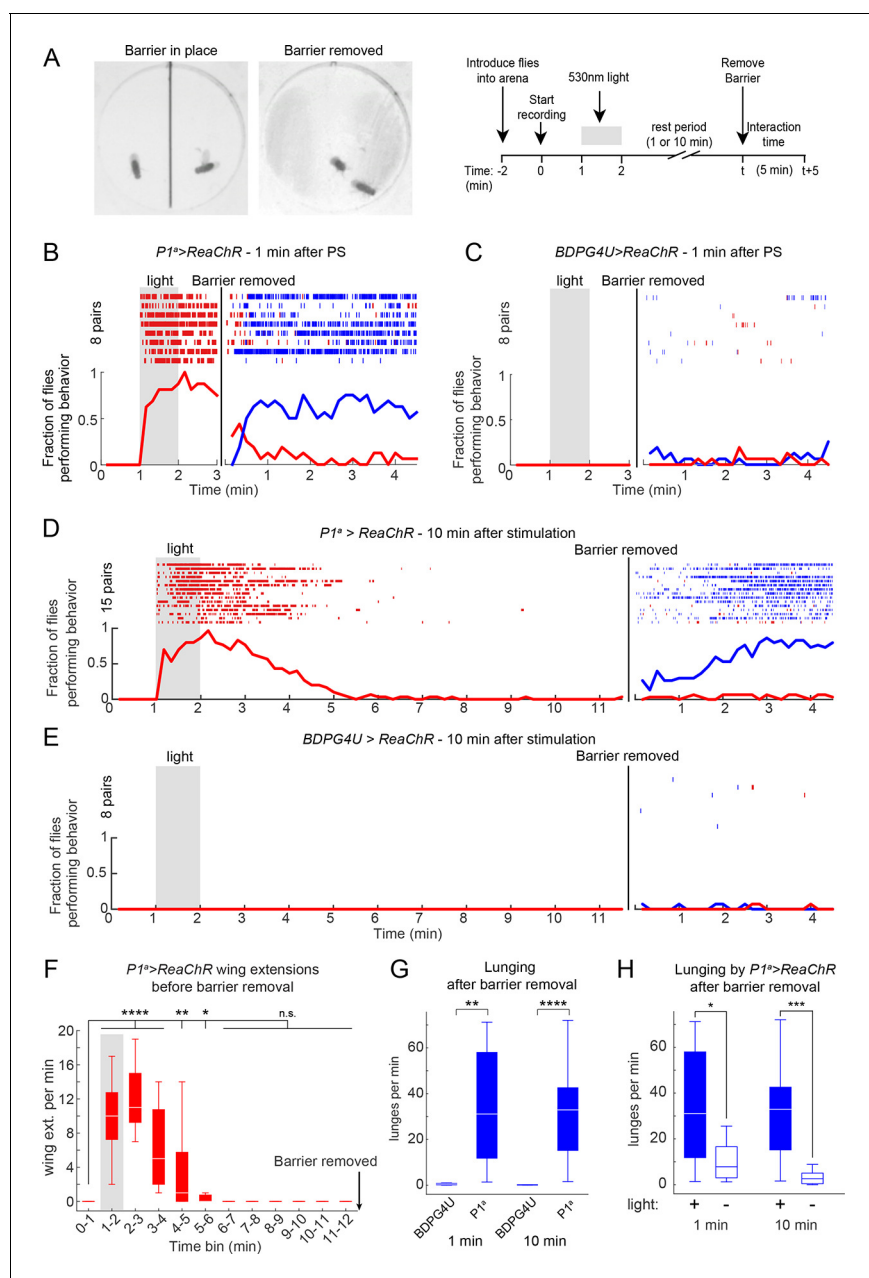 A
Barrier in place
Barrier removed
Introduce flies
into arena
Start
recording
530nm light
rest period
(1 or 10 min)
Remove
Barrier
Interaction
time
(5 min)
Time:
(min)
-2 0 1 2 t t+5
B
P1ᵃ>ReaChR - 1 min after PS
light
Barrier removed
8 pairs
Fraction of flies
performing behavior
1
0.5
0
0 1 2 3 1 2 3 4
Time (min)
C
BDPG4U>ReaChR - 1 min after PS
light
Barrier removed
8 pairs
Fraction of flies
performing behavior
1
0.5
0
0 1 2 3 1 2 3 4
Time (min)
D
P1ᵃ > ReaChR - 10 min after stimulation
light
Barrier removed
15 pairs
Fraction of flies
performing behavior
1
0.5
0
0 1 2 3 4 5 6 7 8 9 10 11 1 2 3 4
E
BDPG4U > ReaChR - 10 min after stimulation
light
Barrier removed
8 pairs
Fraction of flies
performing behavior
1
0.5
0
0 1 2 3 4 5 6 7 8 9 10 11 1 2 3 4
Time (min)
F
P1ᵃ>ReaChR wing extensions
before barrier removal
**** ** * n.s.
wing ext. per min
20
16
12
8
4
0
Barrier removed
0-1 1-2 2-3 3-4 4-5 5-6 6-7 7-8 8-9 9-10 10-11 11-12
Time bin (min)
G
Lunging
after barrier removal
** ****
lunges per min
60
40
20
0
BDPG4U P1ᵃ BDPG4U P1ᵃ
1 min 10 min
H
Lunging by P1ᵃ>ReaChR
after barrier removal
* ***
lunges per min
60
40
20
0
light: + - + -
1 min 10 min